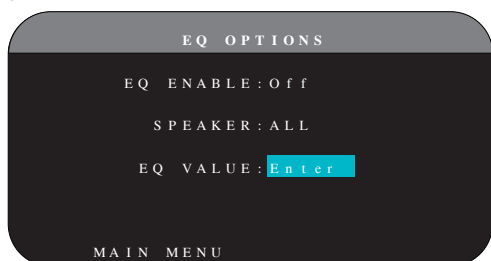 EQ OPTIONS
EQ ENABLE:Off
SPEAKER:ALL
EQ VALUE:Enter
MAIN MENU